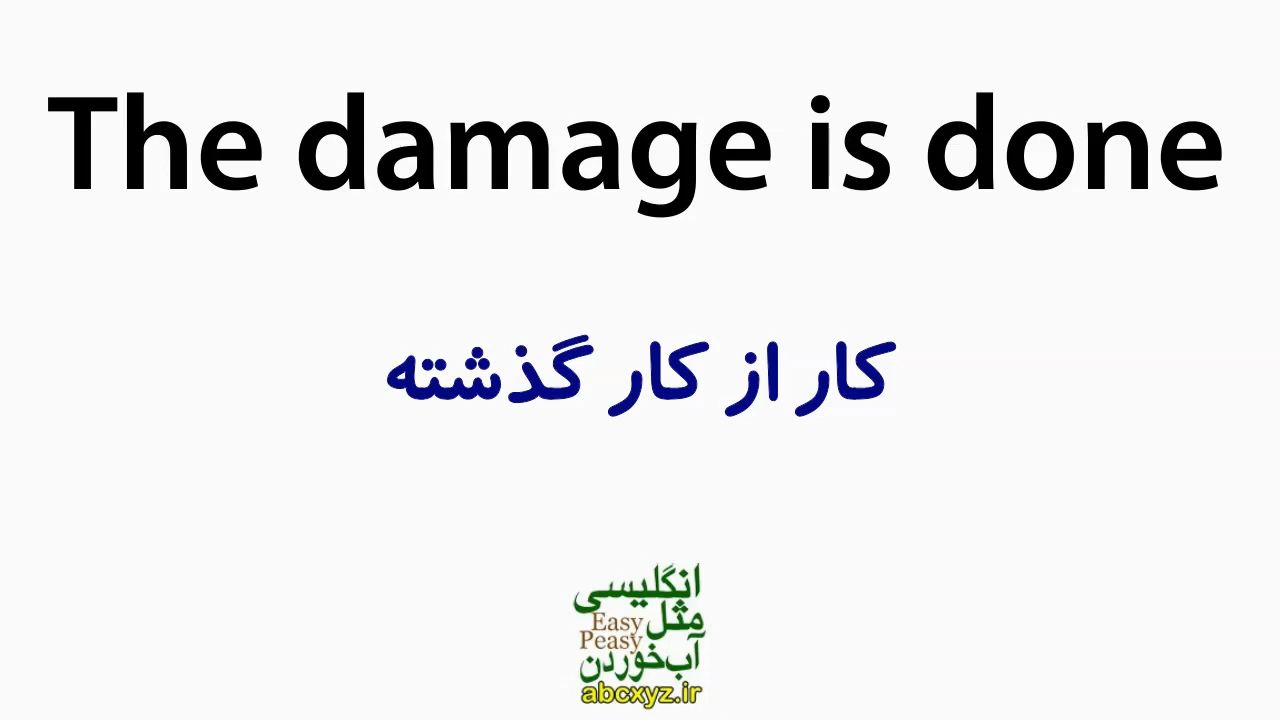 The damage is done
کار از کار گذشته
انگلیسی
مثل
Easy
Peasy
آب‌خوردن
abcxyz.ir